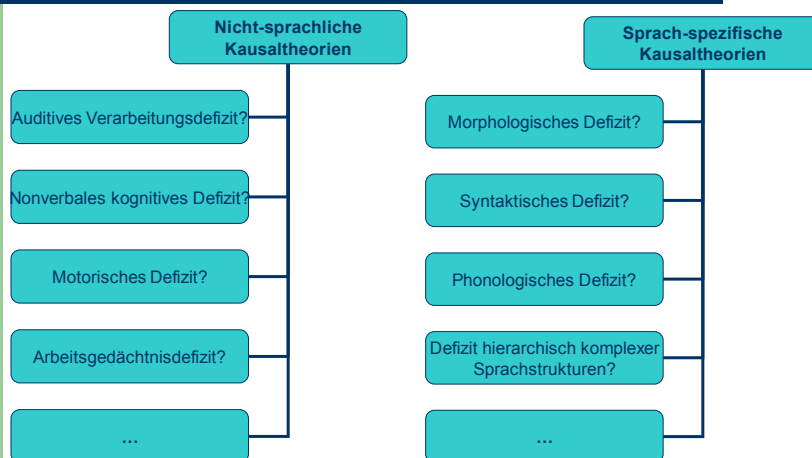 Nicht-sprachliche
Kausaltheorien
Auditives Verarbeitungsdefizit?
Nonverbales kognitives Defizit?
Motorisches Defizit?
Arbeitsgedächtnisdefizit?
...
Sprach-spezifische
Kausaltheorien
Morphologisches Defizit?
Syntaktisches Defizit?
Phonologisches Defizit?
Defizit hierarchisch komplexer
Sprachstrukturen?
...